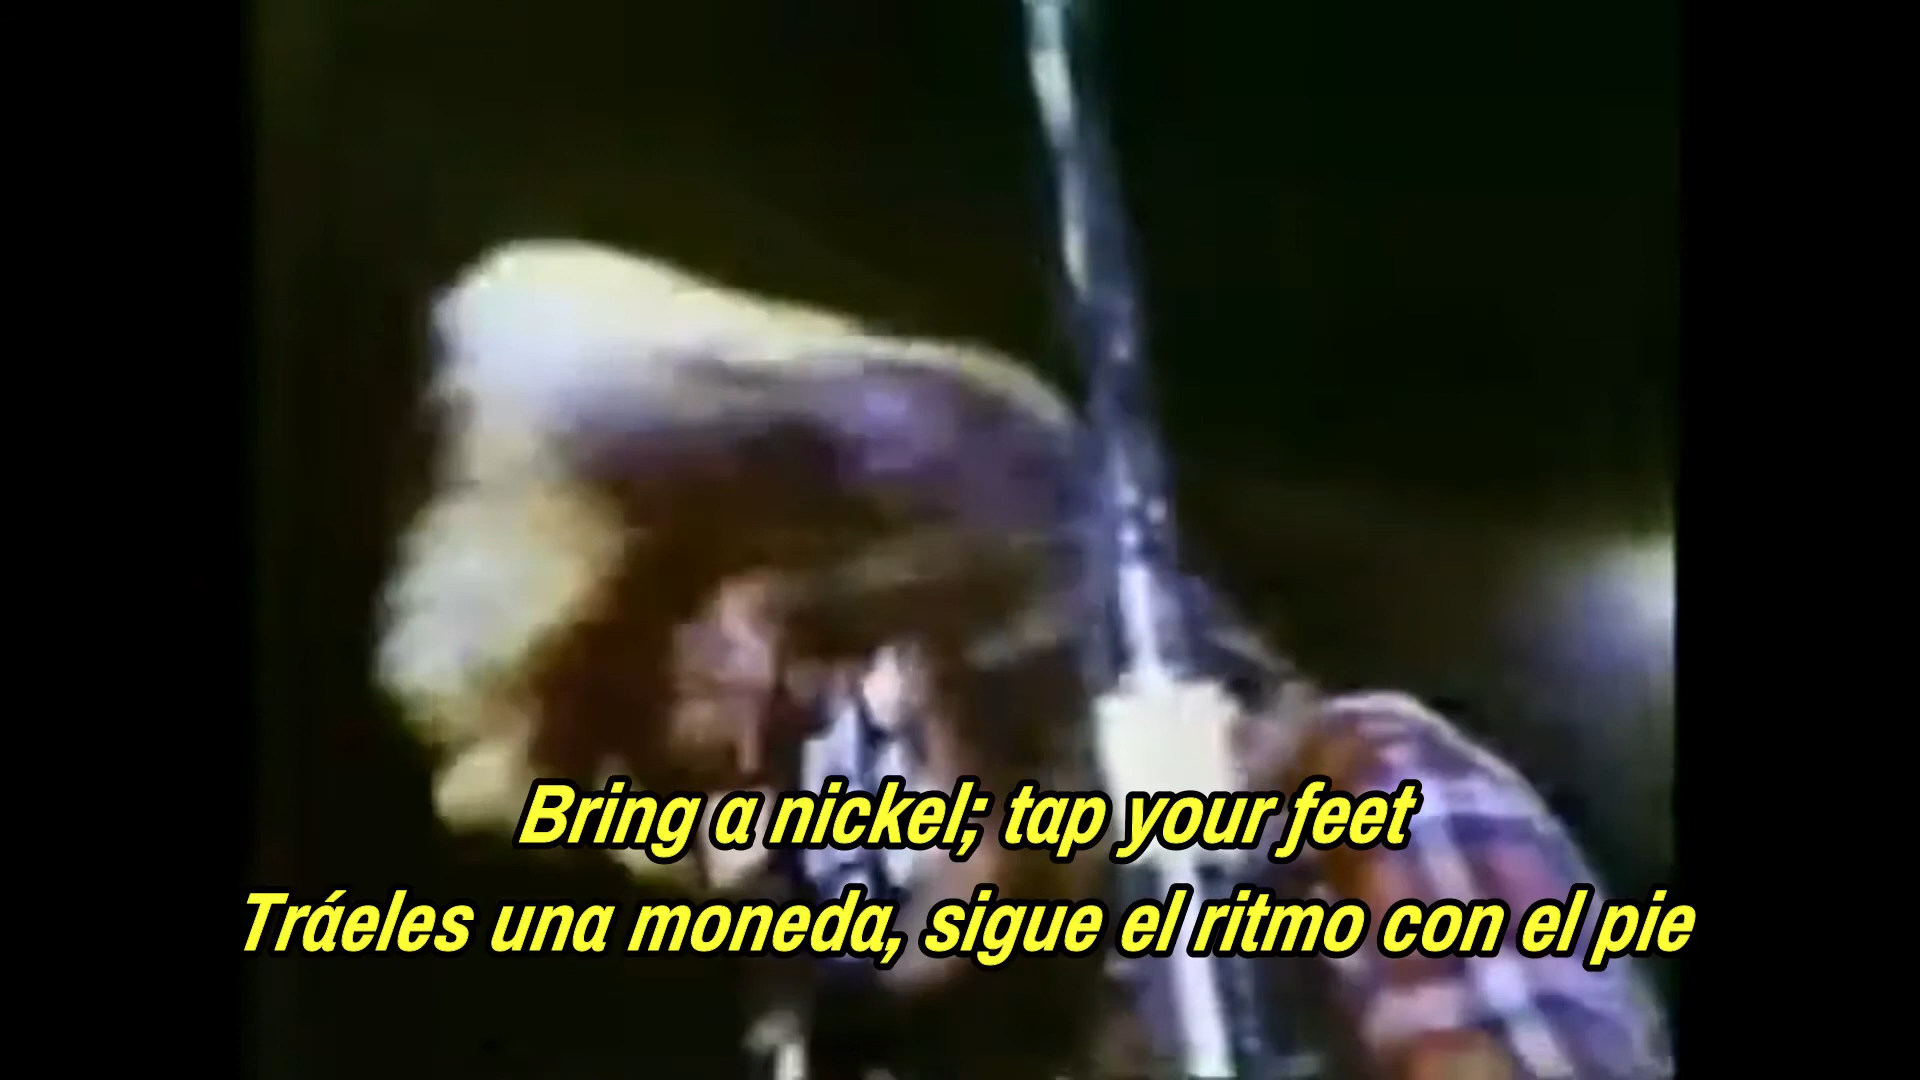 Bring a nickel; tap your feet
Tráeles una moneda, sigue el ritmo con el pie